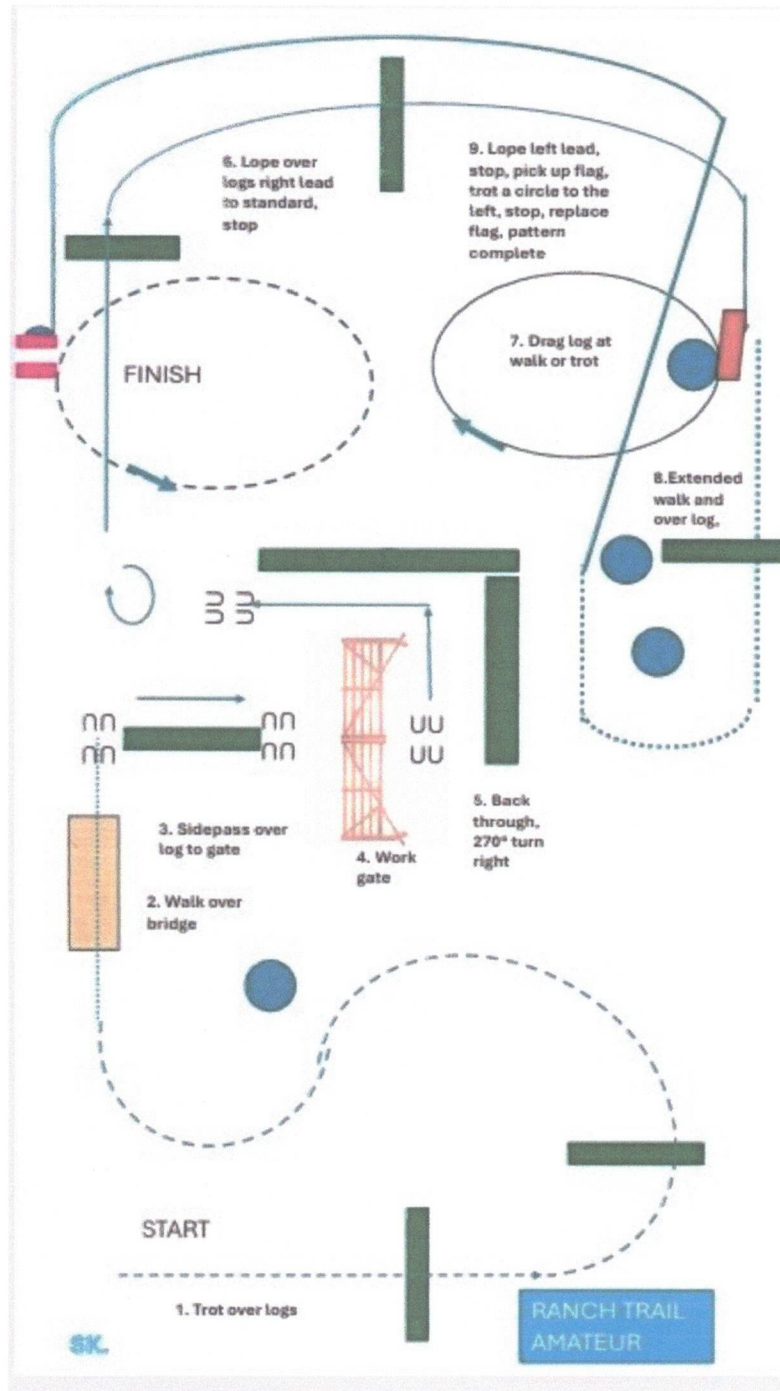 6. Lope over
logs right lead
to standard,
stop
9. Lope left lead,
stop, pick up flag,
trot a circle to the
left, stop, replace
flag, pattern
complete
FINISH
7. Drag log at
walk or trot
8.Extended
walk and
over log,
3. Sidepass over
log to gate
2. Walk over
bridge
4. Work
gate
5. Back
through,
270° turn
right
START
1. Trot over logs
SK.
RANCH TRAIL
AMATEUR